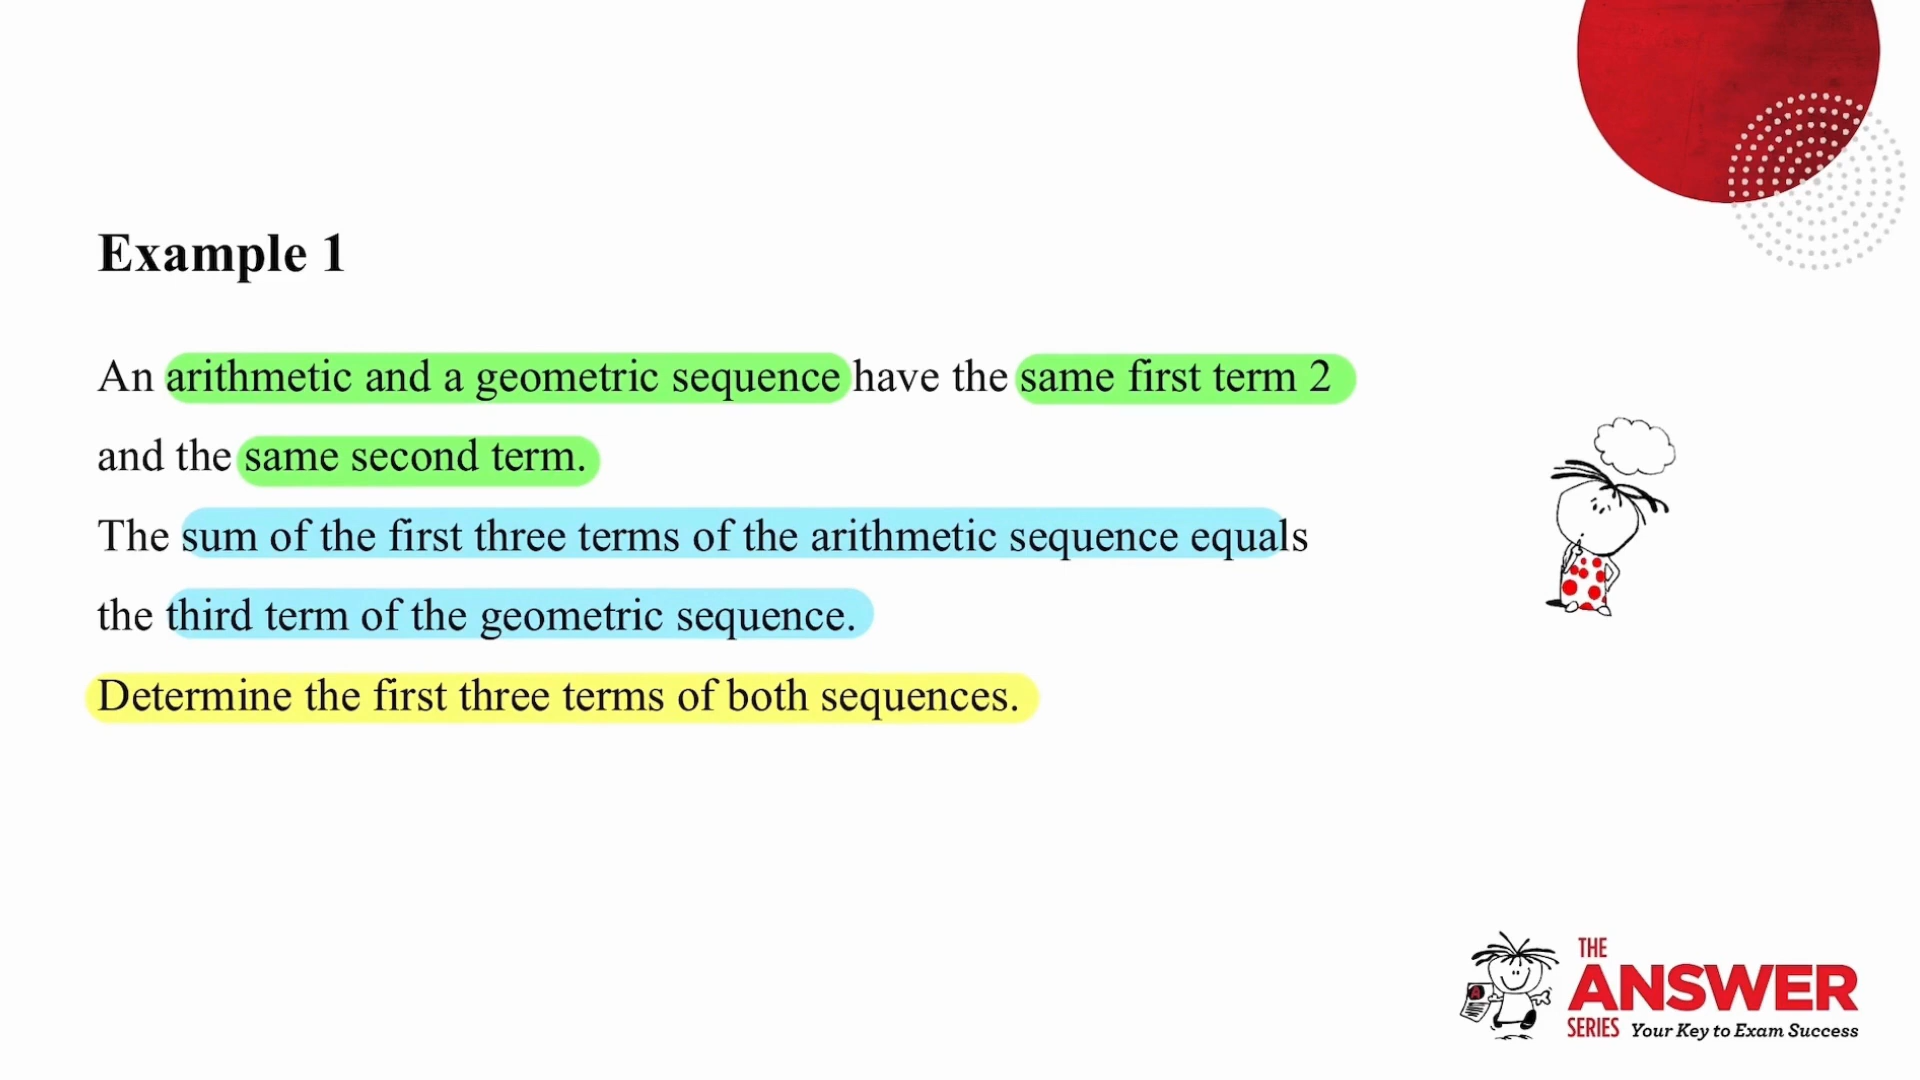 Example 1
An arithmetic and a geometric sequence have the same first term 2
and the same second term.
The sum of the first three terms of the arithmetic sequence equals
the third term of the geometric sequence.
Determine the first three terms of both sequences.
THE
ANSWER
SERIES Your Key to Exam Success
A